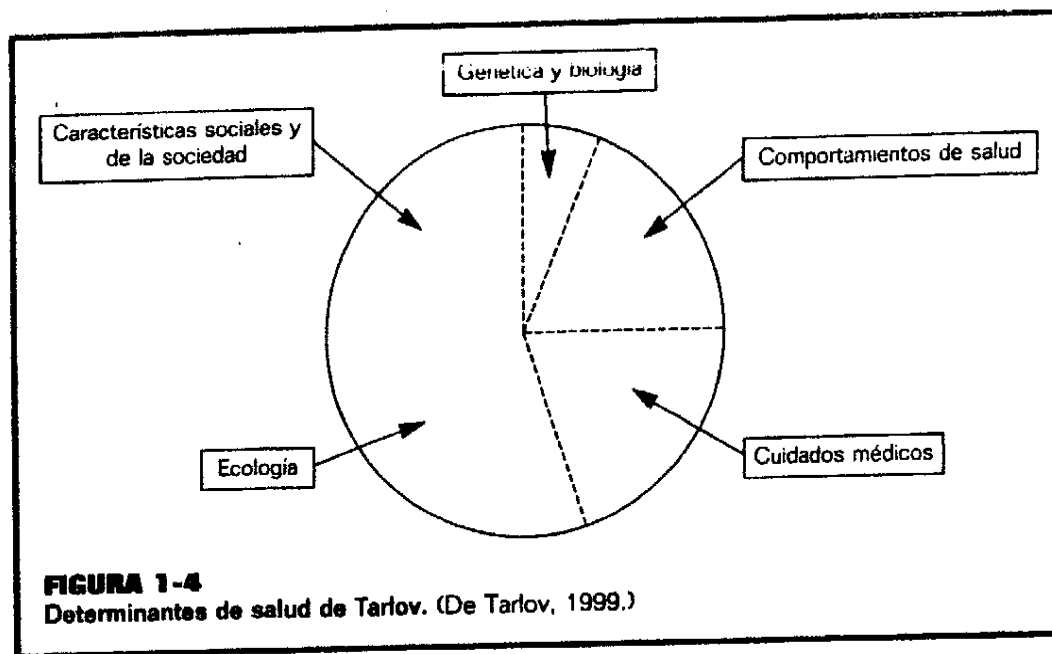 Genetica y biologia
Características sociales y
de la sociedad
Comportamientos de salud
Ecología
Cuidados médicos
FIGURA 1-4
Determinantes de salud de Tarlov. (De Tarlov, 1999.)